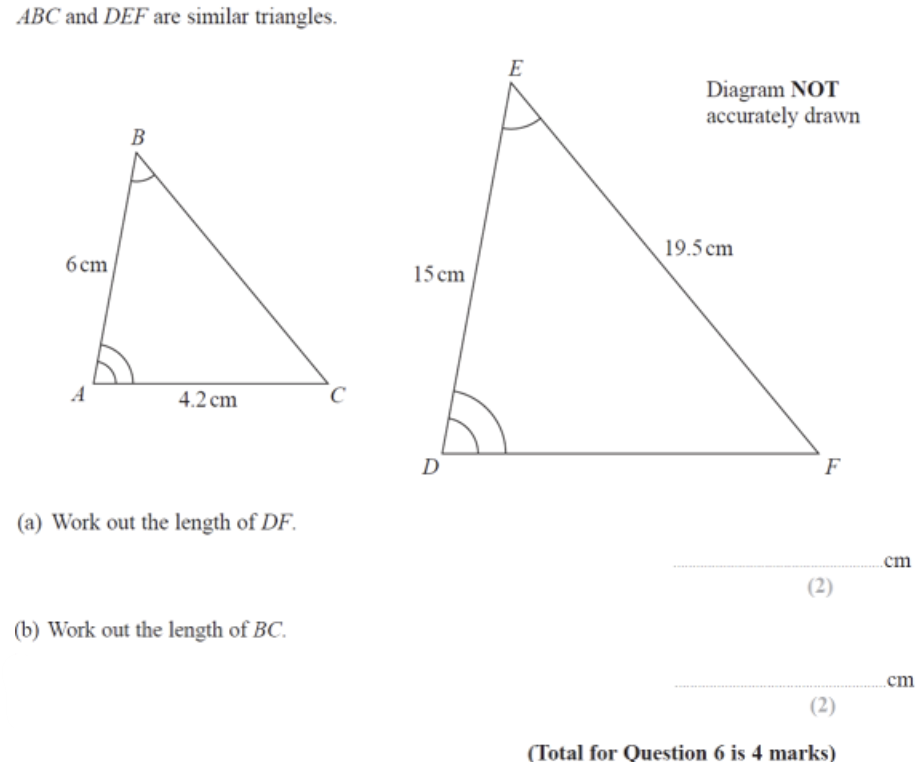 ABC and DEF are similar triangles.
E
Diagram NOT
accurately drawn
B
19.5 cm
6 cm
15 cm
A
4.2 cm
C
D
F
(a) Work out the length of DF.
..........................................cm
(2)
(b) Work out the length of BC.
..........................................cm
(2)
(Total for Question 6 is 4 marks)